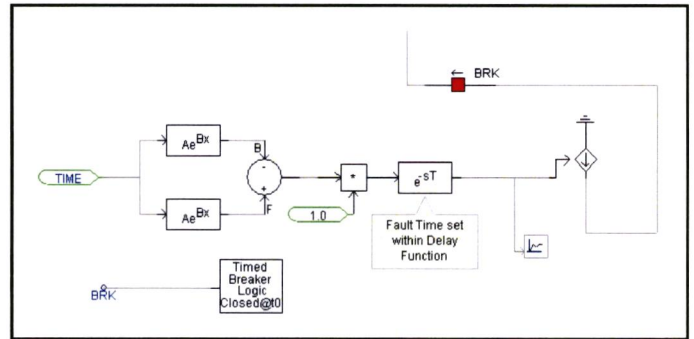 ← BRK
Ae^Bx
B
-
TIME
+
*
e^-sT
Ae^Bx
F
1.0
Fault Time set
within Delay
Function
Timed
Breaker
Logic
Closed@t0
BRK